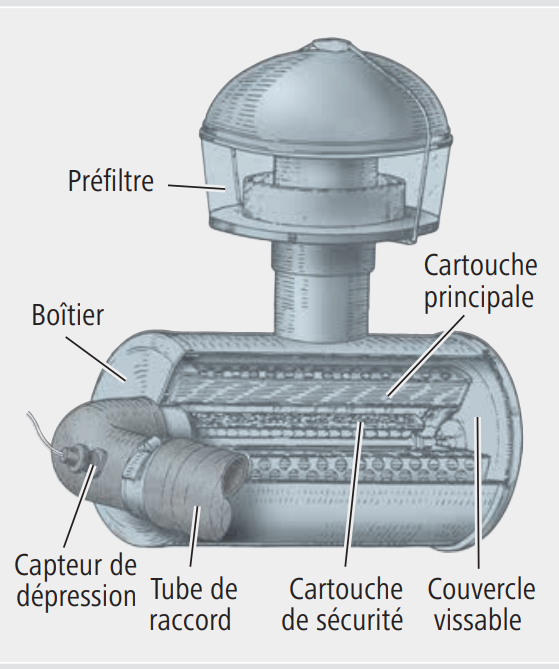 Préfiltre
Cartouche
principale
Boîtier
Capteur de
dépression
Tube de
raccord
Cartouche
de sécurité
Couvercle
vissable